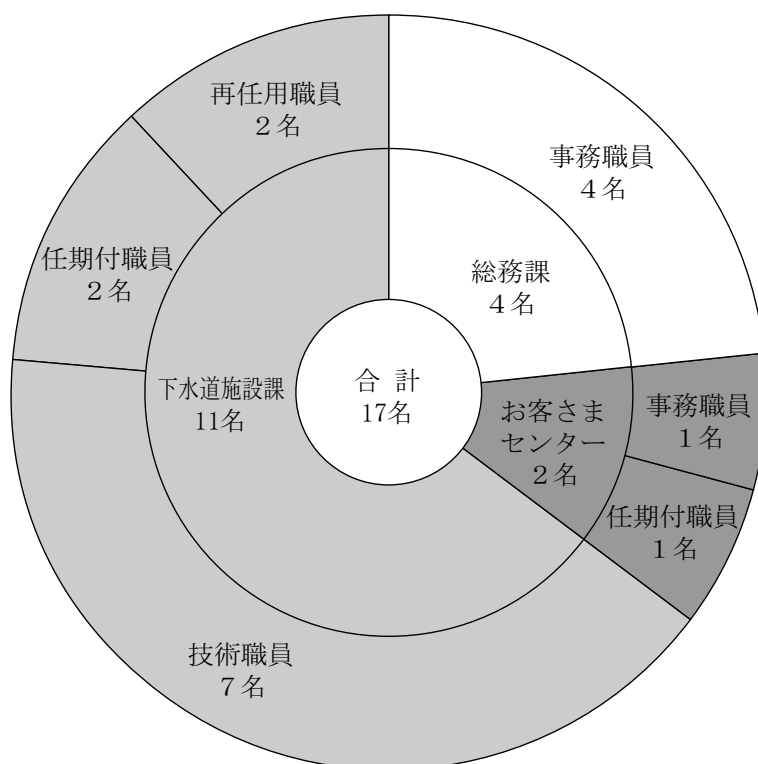 再任用職員
２名
事務職員
４名
任期付職員
２名
総務課
４名
下水道施設課
11名
合 計
17名
お客さま
センター
２名
事務職員
１名
任期付職員
１名
技術職員
７名